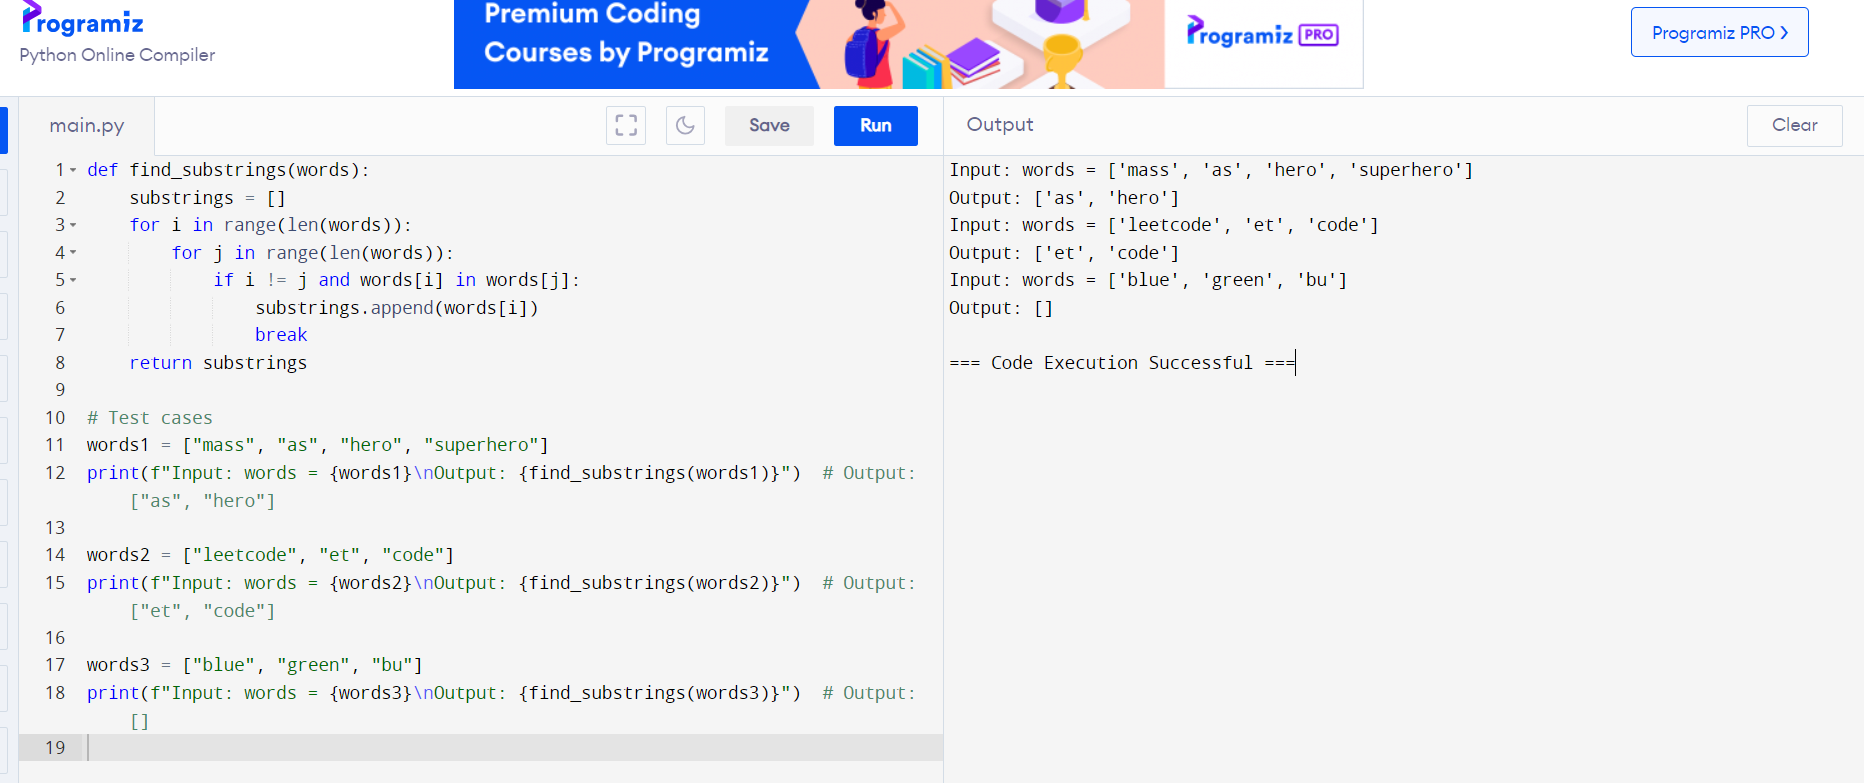 Programiz
Python Online Compiler
Premium Coding
Courses by Programiz
Programiz PRO
Programiz PRO
main.py
Save
Run
Output
Clear
1 def find_substrings(words):
2     substrings = []
3     for i in range(len(words)):
4         for j in range(len(words)):
5             if i != j and words[i] in words[j]:
6                 substrings.append(words[i])
7                 break
8     return substrings
9
10 # Test cases
11 words1 = ["mass", "as", "hero", "superhero"]
12 print(f"Input: words = {words1}\nOutput: {find_substrings(words1)}")  # Output:
    ["as", "hero"]
13
14 words2 = ["leetcode", "et", "code"]
15 print(f"Input: words = {words2}\nOutput: {find_substrings(words2)}")  # Output:
    ["et", "code"]
16
17 words3 = ["blue", "green", "bu"]
18 print(f"Input: words = {words3}\nOutput: {find_substrings(words3)}")  # Output:
    []
19
Input: words = ['mass', 'as', 'hero', 'superhero']
Output: ['as', 'hero']
Input: words = ['leetcode', 'et', 'code']
Output: ['et', 'code']
Input: words = ['blue', 'green', 'bu']
Output: []
=== Code Execution Successful ===